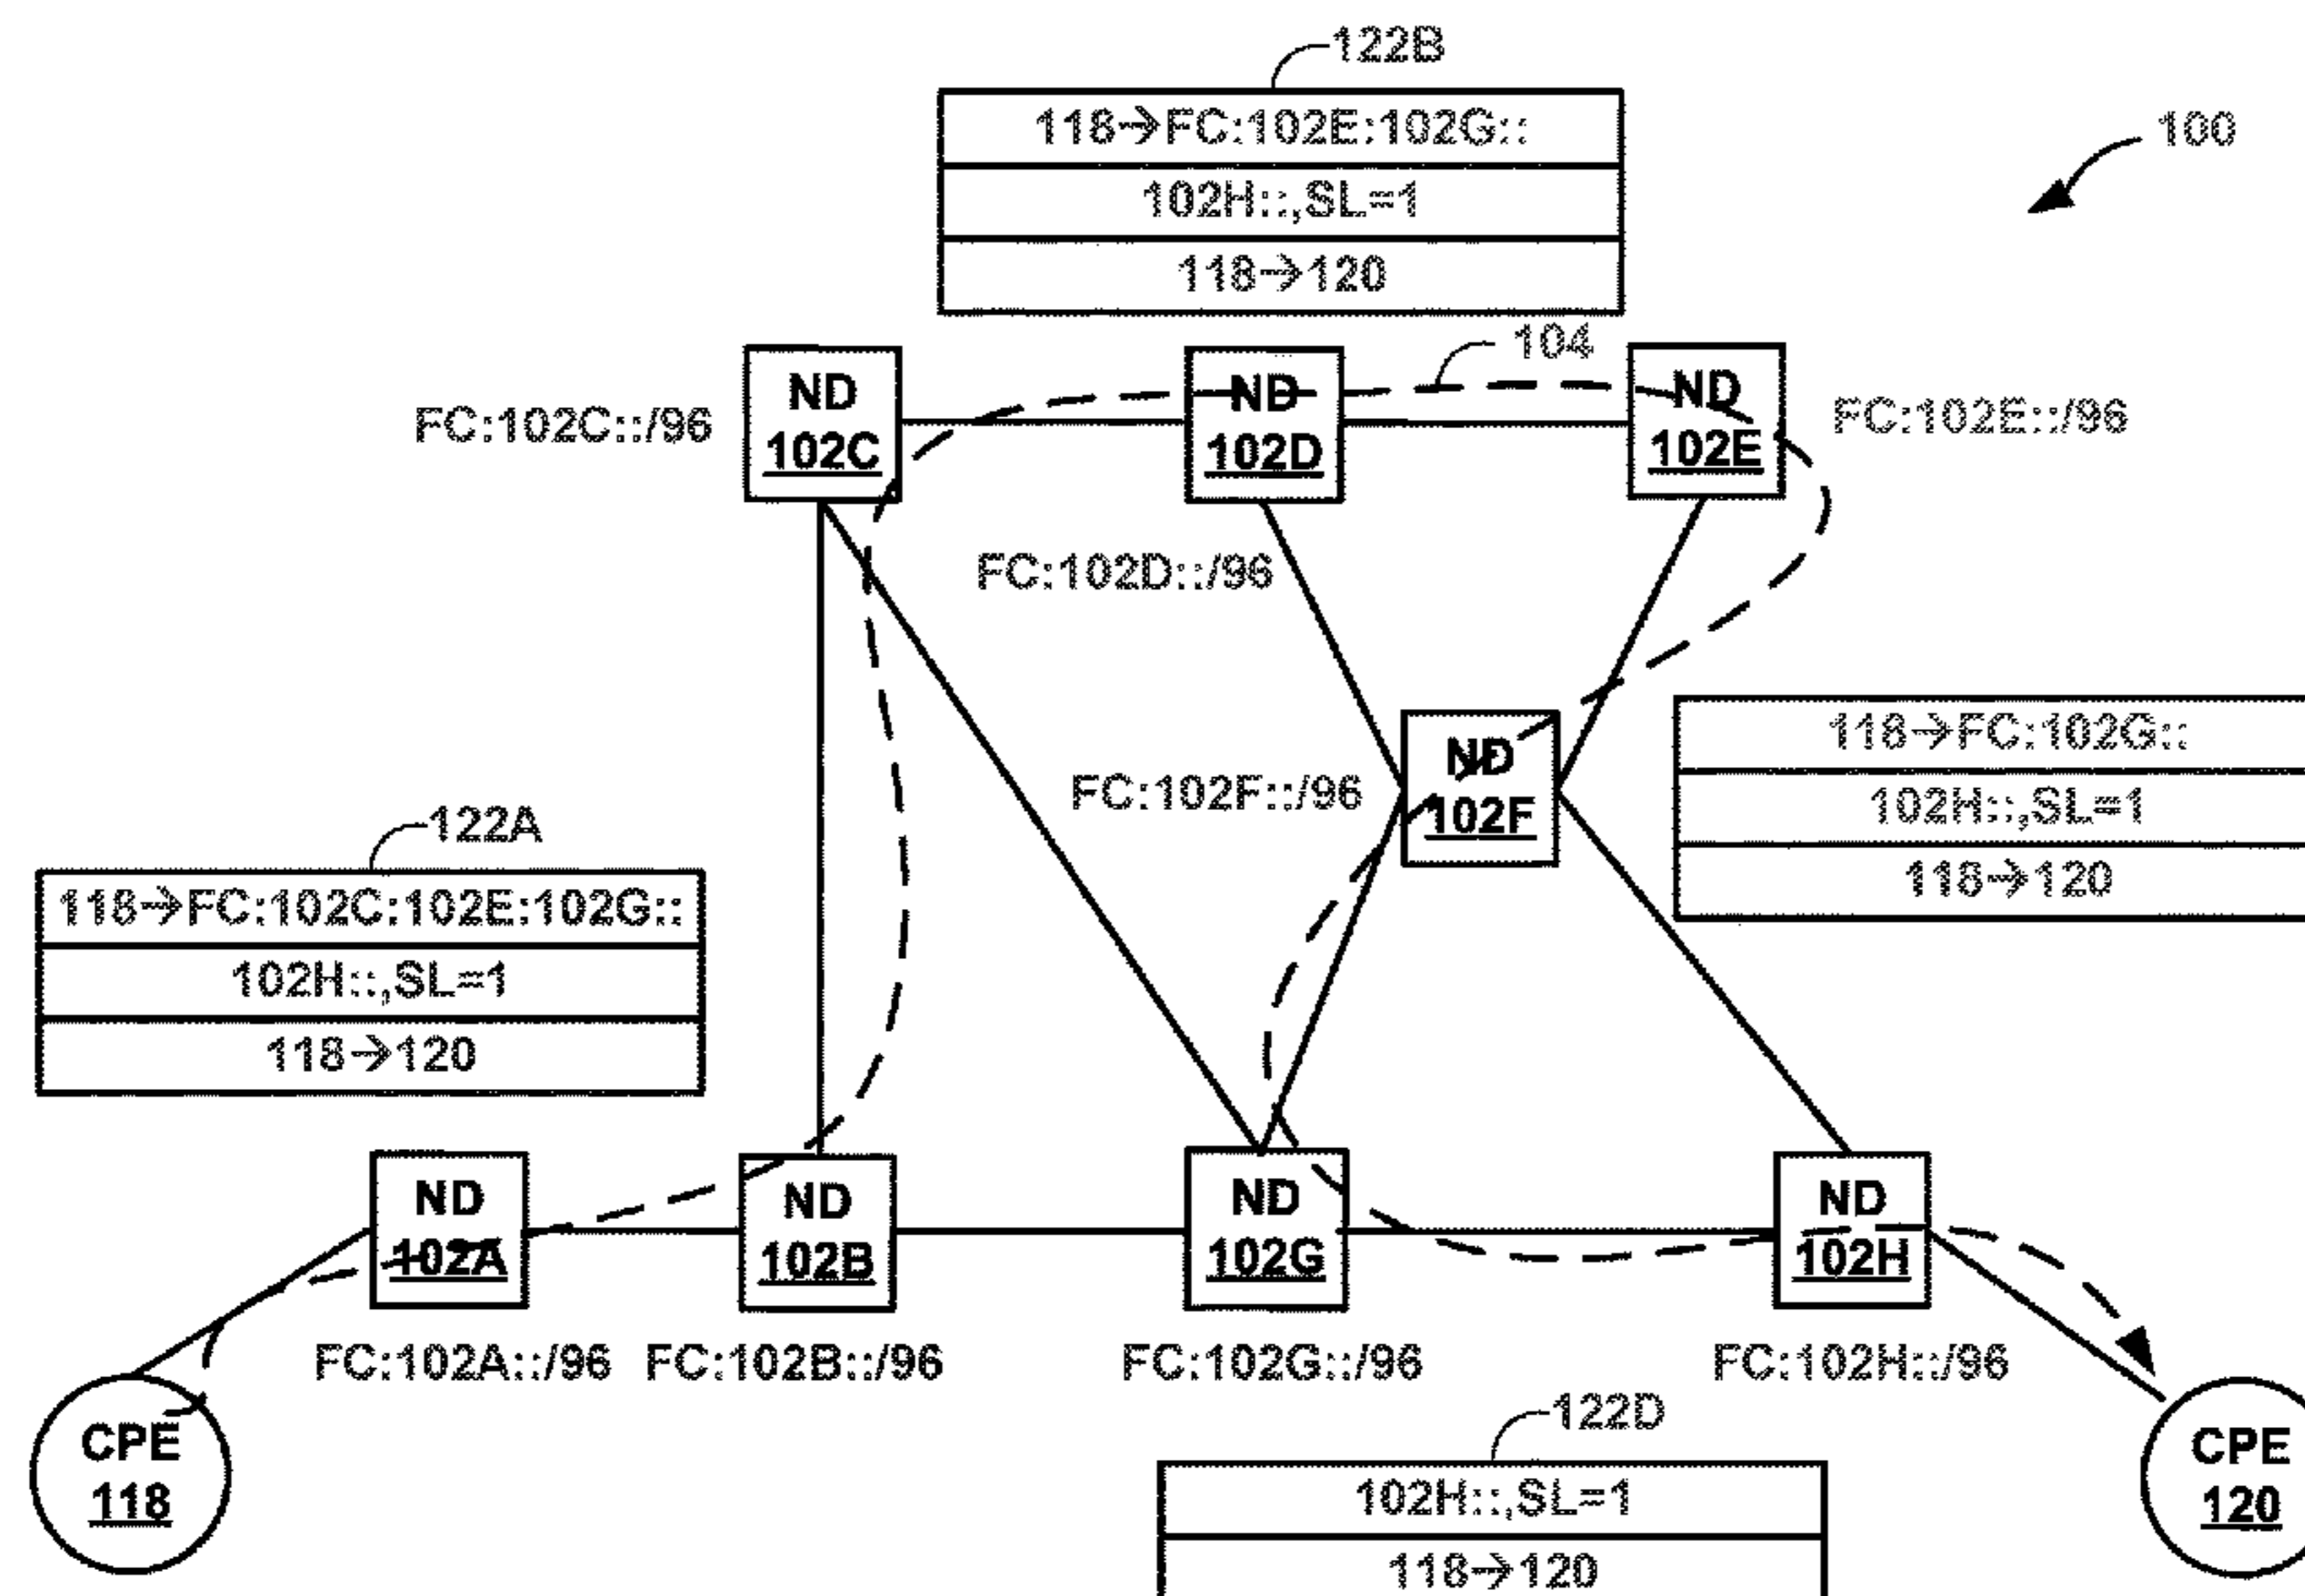 122B
118→FC:102E:102G::
100
102H::,SL=1
118→120
104
ND
102C
ND
102D
ND
102E
FC:102C::/96
FC:102E::/96
FC:102D::/96
118→FC:102G::
ND
102F
FC:102F::/96
102H::,SL=1
122A
118→120
118→FC:102C:102E:102G::
102H::,SL=1
118→120
ND
102A
ND
102B
ND
102G
ND
102H
FC:102A::/96
FC:102B::/96
FC:102G::/96
FC:102H::/96
122D
CPE
118
CPE
120
102H::,SL=1
118→120